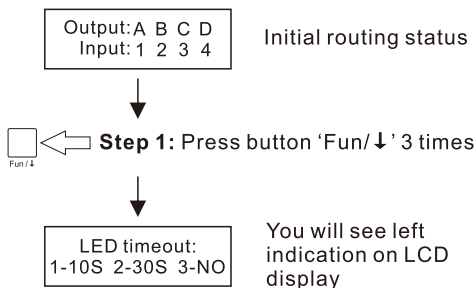 Output: A B C D
Input: 1 2 3 4
Initial routing status
Step 1: Press button ‘Fun/↓’ 3 times
Fun/↓
LED timeout:
1-10S 2-30S 3-NO
You will see left
indication on LCD
display